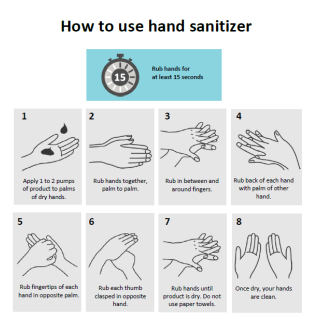 How to use hand sanitizer
15
Rub hands for
at least 15 seconds
1
Apply 1 to 2 pumps
of product to palms
of dry hands.
2
Rub hands together,
palm to palm.
3
Rub in between and
around fingers.
4
Rub back of each hand
with palm of other
hand.
5
Rub fingertips of each
hand in opposite palm.
6
Rub each thumb
clasped in opposite
hand.
7
Rub hands until
product is dry. Do not
use paper towels.
8
Once dry, your hands
are clean.